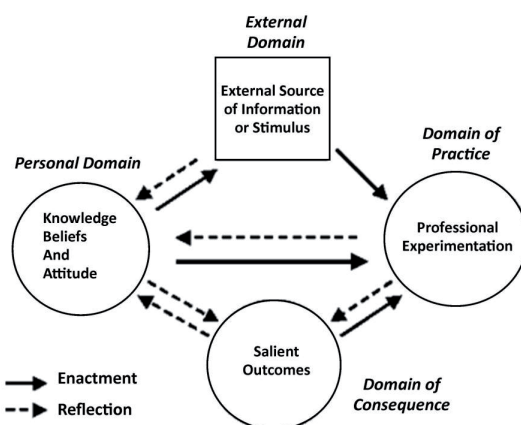 External
Domain
External Source
of Information
or Stimulus
Domain of
Practice
Personal Domain
Knowledge
Beliefs
And
Attitude
Professional
Experimentation
Salient
Outcomes
Enactment
Reflection
Domain of
Consequence